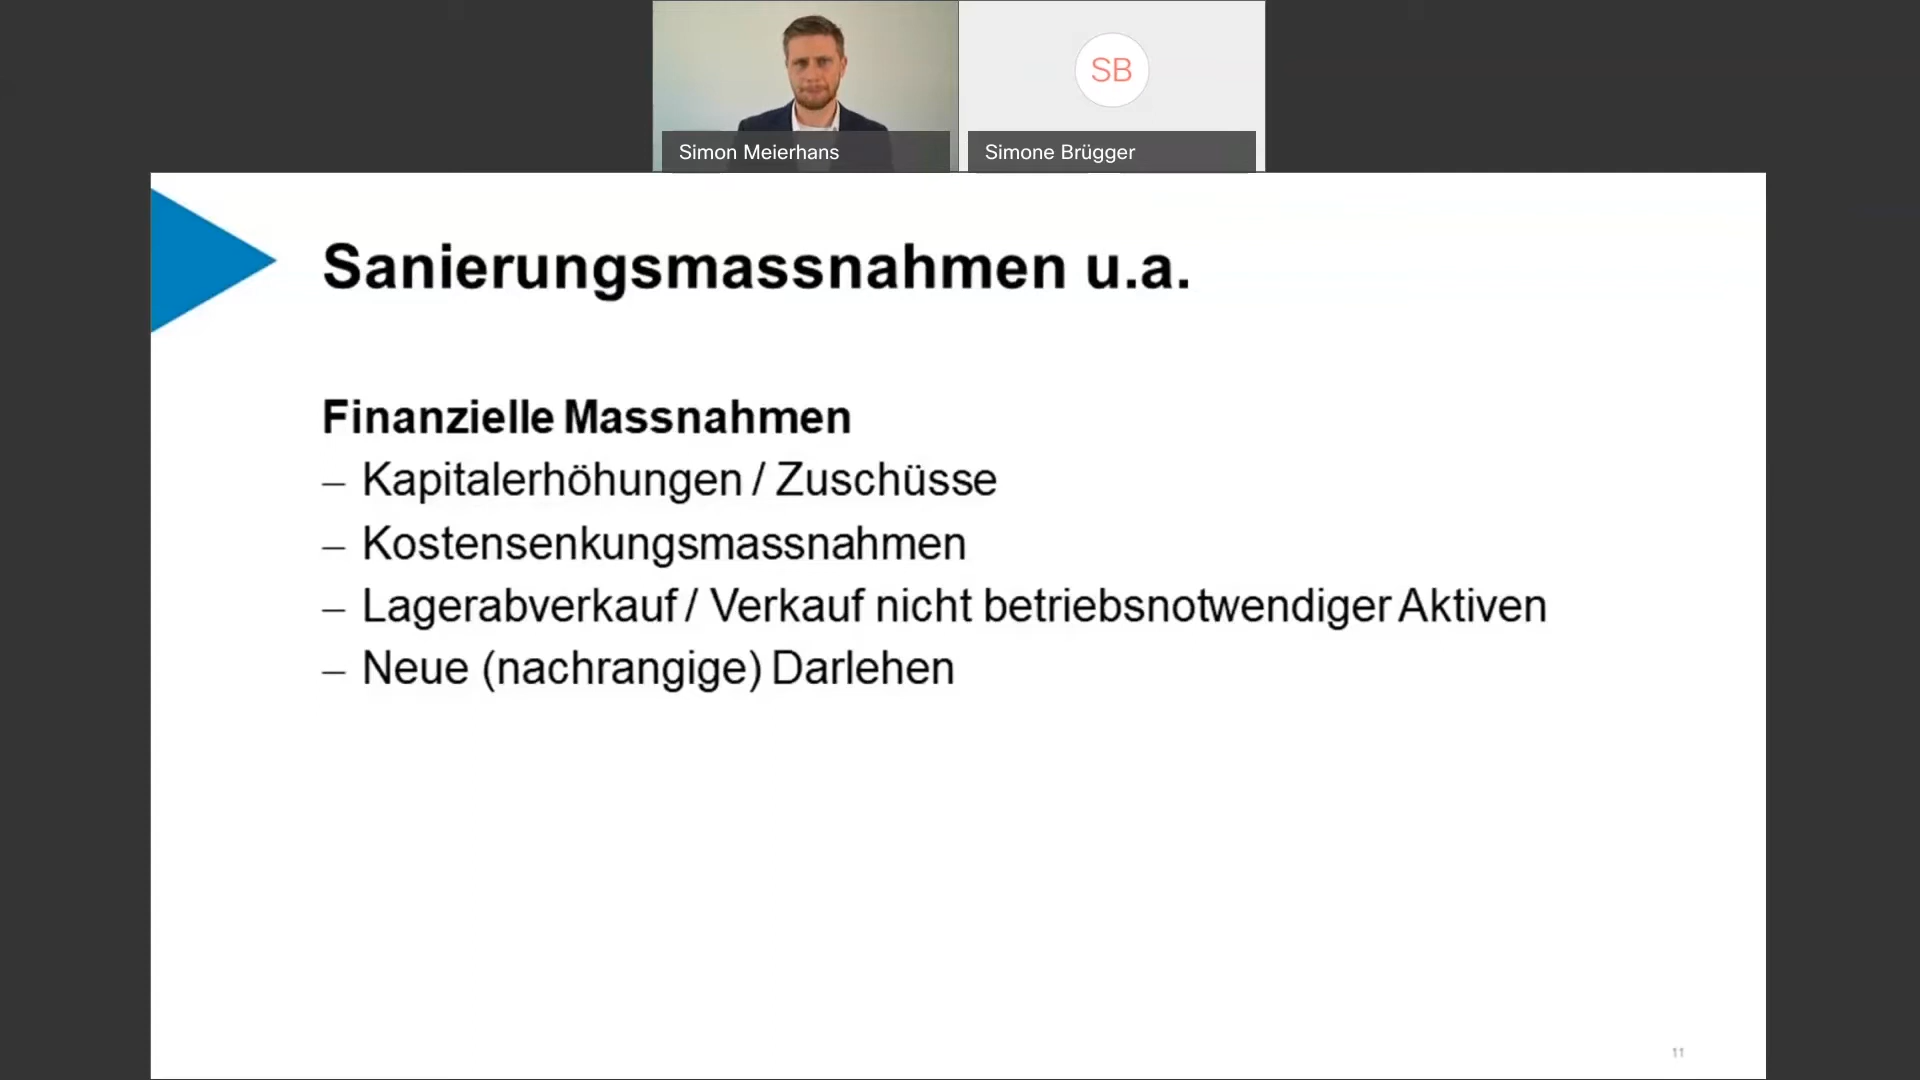 SB
Simon Meierhans
Simone Brügger
Sanierungsmassnahmen u.a.
Finanzielle Massnahmen
– Kapitalerhöhungen / Zuschüsse
– Kostensenkungsmassnahmen
– Lagerabverkauf / Verkauf nicht betriebsnotwendiger Aktiven
– Neue (nachrangige) Darlehen
11